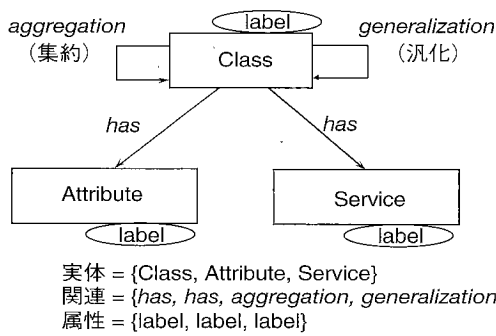 label
aggregation
(集約)
Class
generalization
(汎化)
has
has
Attribute
label
Service
label
実体 = {Class, Attribute, Service}
関連 = {has, has, aggregation, generalization
属性 = {label, label, label}